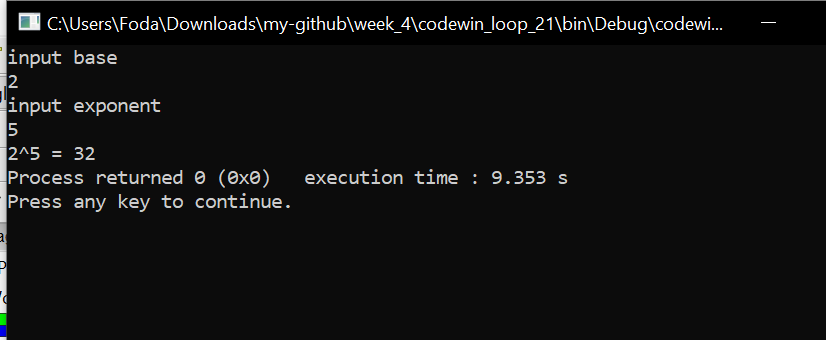 C:\Users\Foda\Downloads\my-github\week_4\codewin_loop_21\bin\Debug\codewi...
input base
2
input exponent
5
2^5 = 32
Process returned 0 (0x0)   execution time : 9.353 s
Press any key to continue.